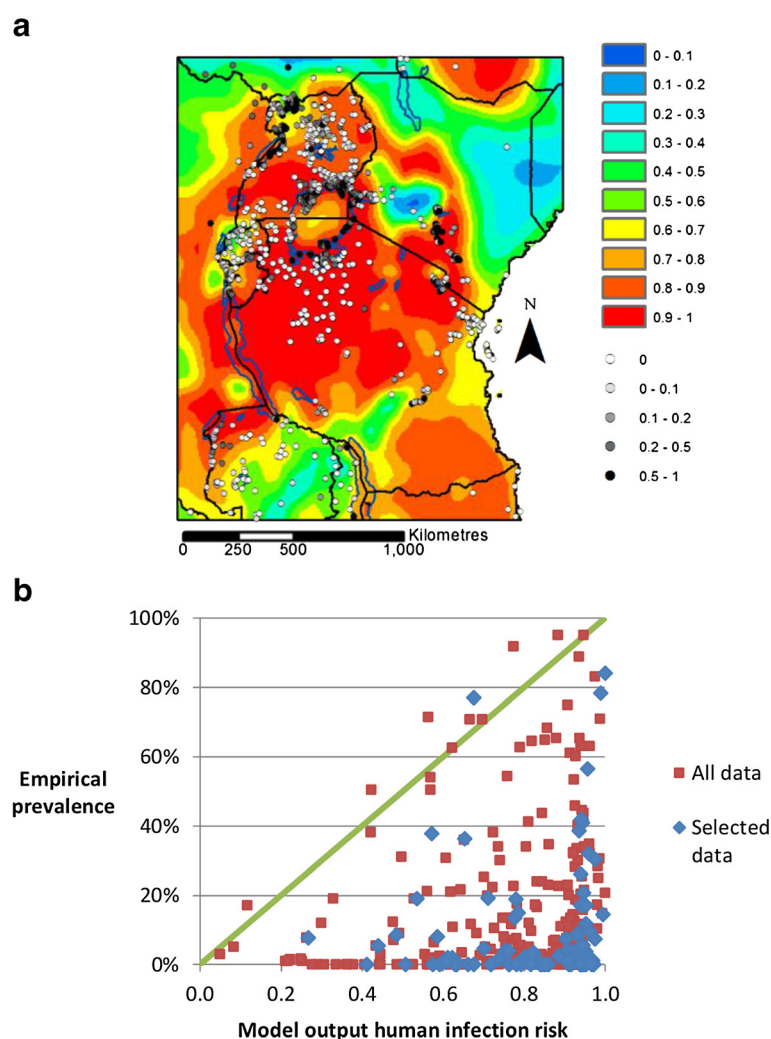 a
0 - 0.1
0.1 - 0.2
0.2 - 0.3
0.3 - 0.4
0.4 - 0.5
0.5 - 0.6
0.6 - 0.7
0.7 - 0.8
0.8 - 0.9
0.9 - 1
N
0
0 - 0.1
0.1 - 0.2
0.2 - 0.5
0.5 - 1
Kilometres
0 250 500 1,000
b
100%
80%
60%
40%
20%
0%
Empirical
prevalence
All data
Selected
data
0.0 0.2 0.4 0.6 0.8 1.0
Model output human infection risk